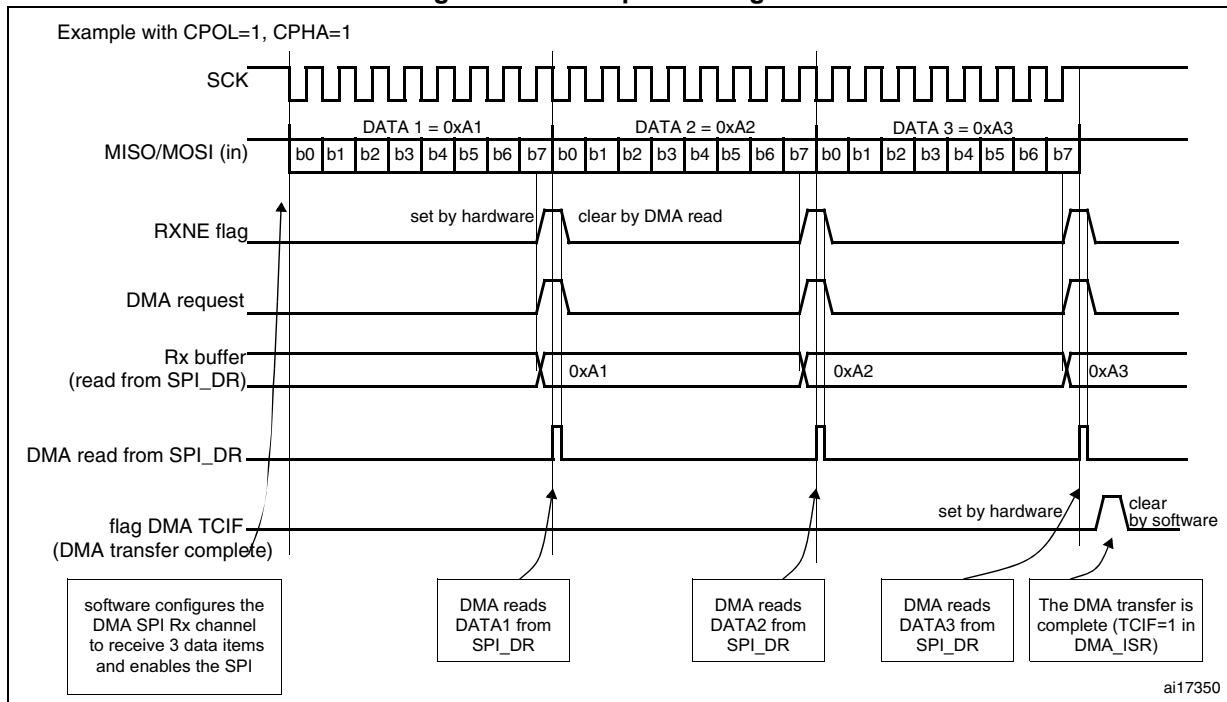 Example with CPOL=1, CPHA=1
SCK
DATA 1 = 0xA1
DATA 2 = 0xA2
DATA 3 = 0xA3
MISO/MOSI (in)
b0 b1 b2 b3 b4 b5 b6 b7 b0 b1 b2 b3 b4 b5 b6 b7 b0 b1 b2 b3 b4 b5 b6 b7
RXNE flag
set by hardware
clear by DMA read
DMA request
Rx buffer
(read from SPI_DR)
0xA1
0xA2
0xA3
DMA read from SPI_DR
flag DMA TCIF
(DMA transfer complete)
set by hardware
clear
by software
software configures the
DMA SPI Rx channel
to receive 3 data items
and enables the SPI
DMA reads
DATA1 from
SPI_DR
DMA reads
DATA2 from
SPI_DR
DMA reads
DATA3 from
SPI_DR
The DMA transfer is
complete (TCIF=1 in
DMA_ISR)
ai17350